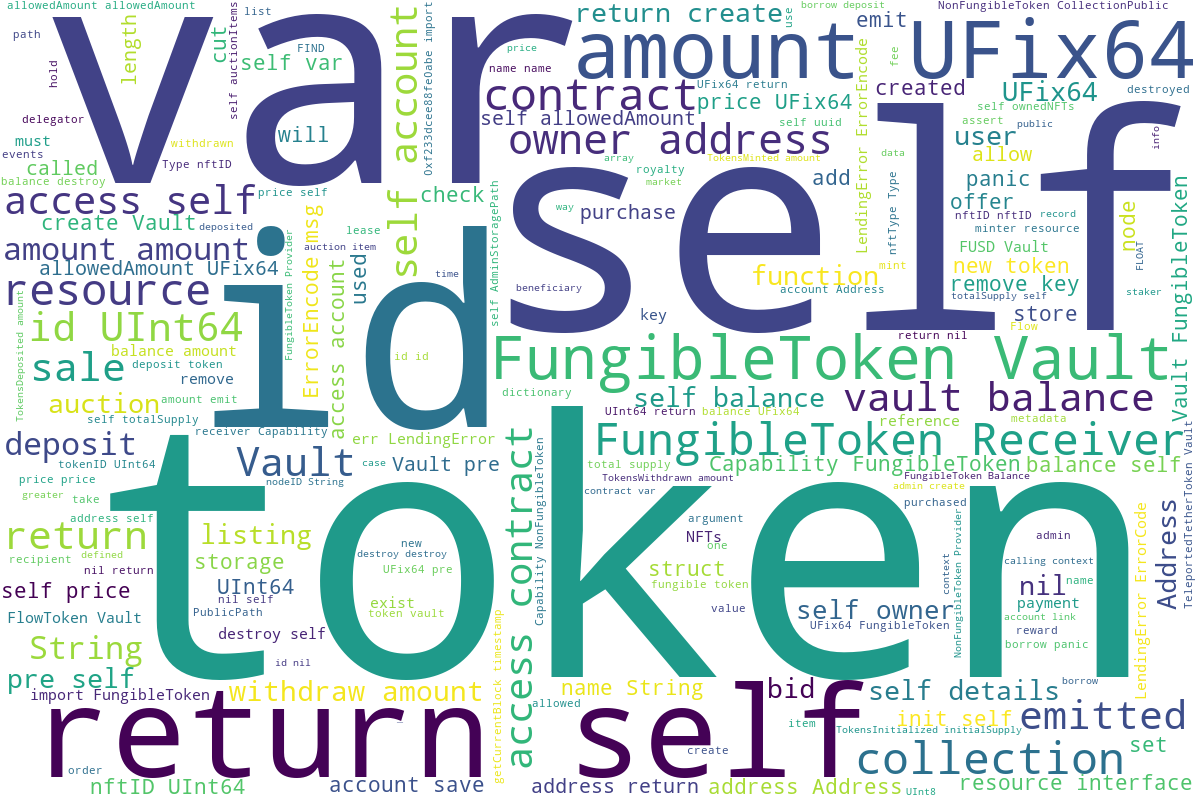 allowedAmount allowedAmount
var
self
id
token
return self
amount
UFix64
return create
emit
NonFungibleToken CollectionPublic
borrow deposit
use
list
path
length
cut
FIND
self var
hold
self auctionItems
self account
0xf233dcee88fe0abe import
price
name name
UFix64 return
contract
price UFix64
fee
created
UFix64
destroyed
delegator
self allowedAmount
self uuid
self ownedNFTs
assert
public
must
withdrawn
will
owner address
LendingError ErrorEncode
user
info
events
called
Type nftID
array
royalty
market
TokensMinted amount
data
allow
balance destroy
access self
price self
check
way
purchase
add
nftType Type
panic
offer
nftID nftID
record
minter resource
node
Vault FungibleToken
create Vault
deposited
msg
lease
self AdminStoragePath
amount amount
auction item
FungibleToken Provider
FUSD Vault
FLOAT
allowedAmount UFix64
ErrorEncode
used
time
function
mint
new token
resource
access account
beneficiary
account Address
remove key
totalSupply self
staker
id UInt64
TokensDeposited amount
key
store
Flow
balance amount
id id
return nil
sale
deposit token
remove
FungibleToken Vault
auction
amount emit
dictionary
self balance
vault balance
self totalSupply
UInt64 return
balance UFix64
reference
metadata
deposit
receiver Capability
err LendingError
FungibleToken Receiver
tokenID UInt64
Vault
case
Vault pre
total supply
Capability FungibleToken
balance self
price price
nodeID String
TokensWithdrawn amount
FungibleToken Balance
greater
take
contract var
admin create
purchased
address self
new
argument
Address
TeleportedTetherToken Vault
return
listing
destroy destroy
NFTs
one
admin
recipient
defined
storage
UFix64 pre
struct
context
calling context
nil return
UInt64
fungible token
nil
name
self price
nil self
exist
value
self owner
payment
FlowToken Vault
PublicPath
token vault
UFix64 FungibleToken
account link
String
destroy self
access contract
Capability NonFungibleToken
NonFungibleToken Provider
reward
borrow panic
LendingError ErrorCode
id nil
getCurrentBlock timestamp
pre self
import FungibleToken
withdraw amount
name String
bid
self details
borrow
allowed
item
init self
emitted
TokensInitialized initialSupply
order
create
collection
set
nftID UInt64
account save
address return
address Address
UInt8
resource interface